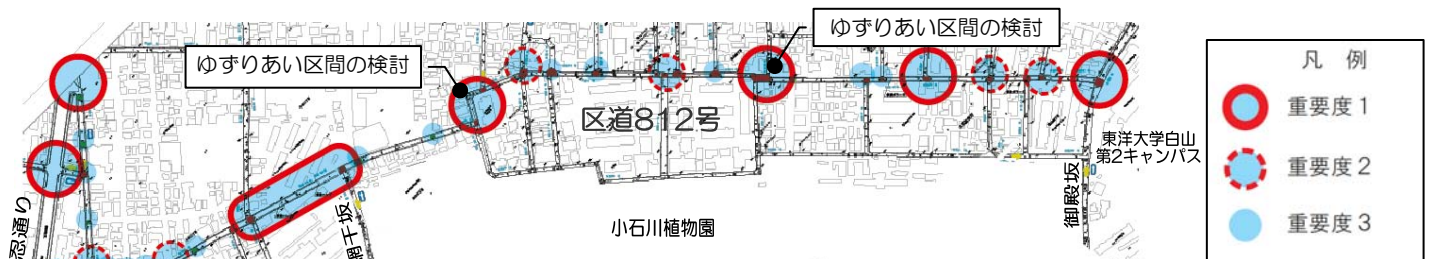 ゆずりあい区間の検討
ゆずりあい区間の検討
区道812号
小石川植物園
御殿坂
東洋大学白山
第2キャンパス
凡 例
重要度1
重要度2
重要度3
忍通り
網干坂